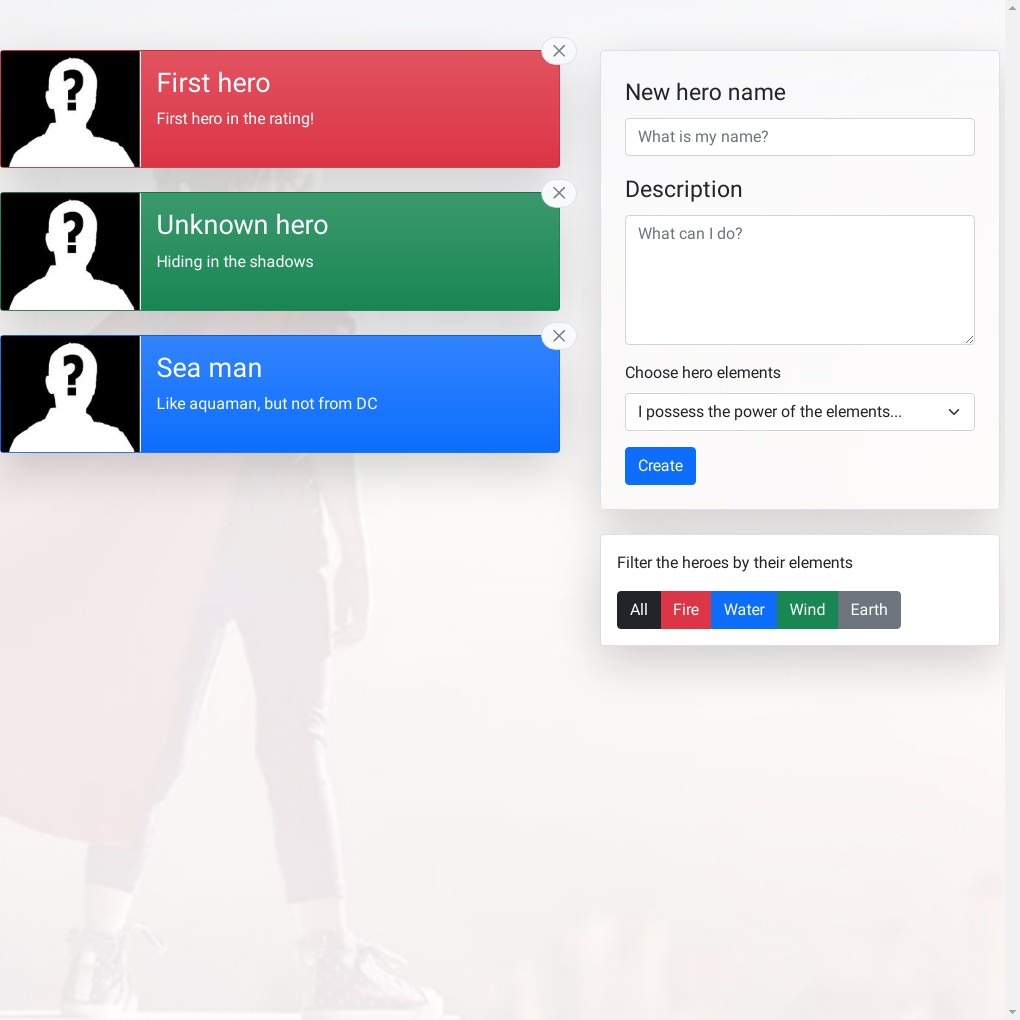 First hero
First hero in the rating!
Unknown hero
Hiding in the shadows
Sea man
Like aquaman, but not from DC
New hero name
What is my name?
Description
What can I do?
Choose hero elements
I possess the power of the elements...
Create
Filter the heroes by their elements
All Fire Water Wind Earth